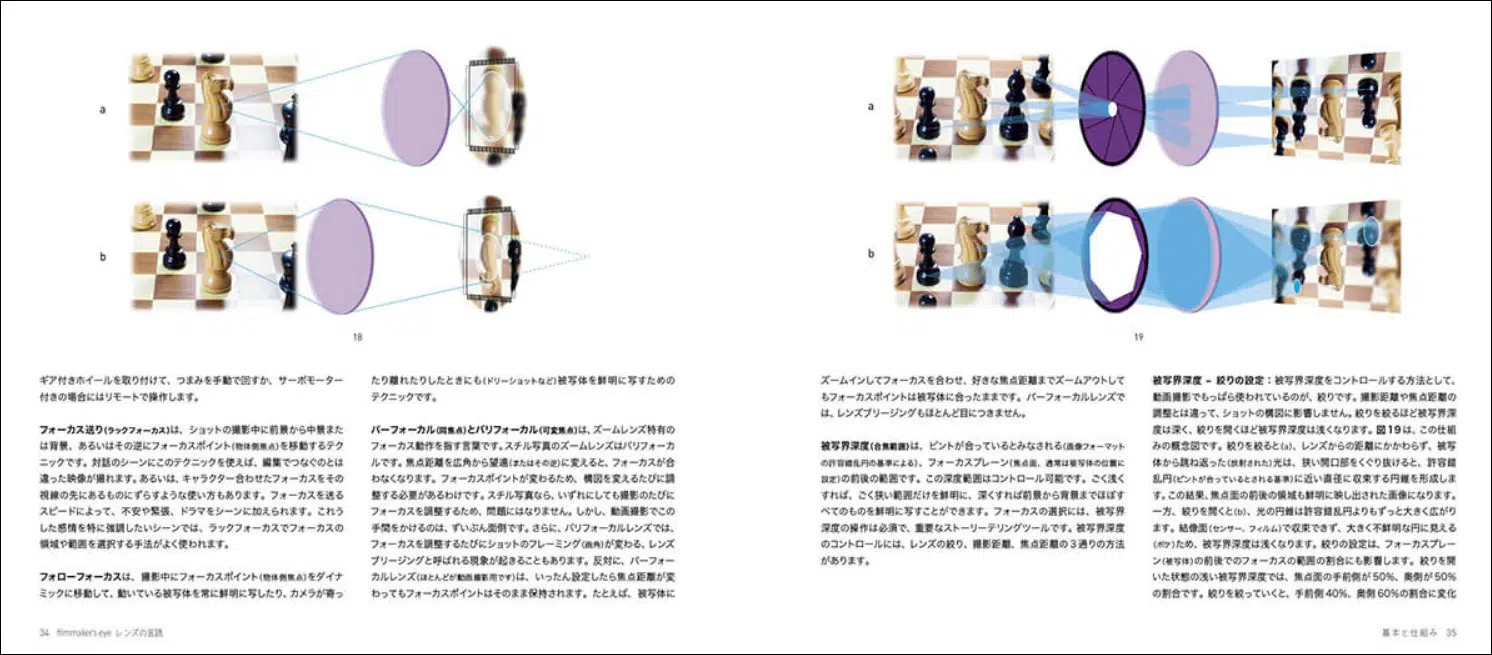 a
b
18
ギア付きホイールを取り付けて、つまみを手動で回すか、サーボモーター
付きの場合にはリモートで操作します。
フォーカス送り(ラックフォーカス)は、ショットの撮影中に前景から中景また
は背景、あるいはその逆にフォーカスポイント(物体側焦点)を移動するテク
ニックです。対話のシーンにこのテクニックを使えば、編集でつなぐのとは
違った映像が撮れます。あるいは、キャラクター合わせたフォーカスをその
視線の先にあるものにずらすような使い方もあります。フォーカスを送る
スピードによって、不安や緊張、ドラマをシーンに加えられます。これうし
た感情を特に強調したいシーンでは、ラックフォーカスでフォーカスの
領域や範囲を選択する手法がよく使われます。
フォローフォーカスは、撮影中にフォーカスポイント(物体側焦点)をダイナ
ミックに移動して、動いている被写体を常に鮮明に写したり、カメラが寄っ
たり離れたりしたときにも(ドリーショットなど)被写体を鮮明に写すための
テクニックです。
パーフォーカル(同焦点)とバリフォーカル(可変焦点)は、ズームレンズ特有の
フォーカス動作を指す言葉です。スチル写真のズームレンズはバリフォーカ
ルです。焦点距離を広角から望遠(またはその逆)に変えると、フォーカスが合
わなくなります。フォーカスポイントが変わるため、構図を変えるたびに調
整する必要があるわけです。スチル写真なら、いずれにしても撮影のたびに
フォーカスを調整するため、問題にはなりません。しかし、動画撮影でこの
手間をかけるのは、ずいぶん面倒です。さらに、バリフォーカルレンズでは、
フォーカスを調整するたびにショットのフレーミング(画角)が変わる、レンズ
ブリージングと呼ばれる現象が起きることもあります。反対に、パーフォー
カルレンズ(ほとんどが動画撮影用です)は、いったん設定したら焦点距離が変
わってもフォーカスポイントはそのまま保持されます。たとえば、被写体に
34 filmmaker's eye レンズの言語
a
b
19
ズームインしてフォーカスを合わせ、好きな焦点距離までズームアウトして
もフォーカスポイントは被写体に合ったままです。パーフォーカルレンズで
は、レンズブリージングもほとんど目につきません。
被写界深度(合焦範囲)は、ピントが合っているとみなされる(画像フォーマット
の許容錯乱円の基準による)、フォーカスプレーン(焦点面、通常は被写体の位置に
設定)の前後の範囲です。この深度範囲はコントロール可能です。ごく浅く
すれば、ごく狭い範囲だけを鮮明に、深くすれば前景から背景までほぼす
べてのものを鮮明に写すことができます。フォーカスの選択には、被写界
深度の操作は必須で、重要なストーリーテリングツールです。被写界深度
のコントロールには、レンズの絞り、撮影距離、焦点距離の3通りの方法
があります。
被写界深度 – 絞りの設定：被写界深度をコントロールする方法として、
動画撮影でもっぱら使われているのが、絞りです。撮影距離や焦点距離の
調整とは違って、ショットの構図に影響しません。絞りを絞るほど被写界深
度は深く、絞りを開くほど被写界深度は浅くなります。図19は、この仕組
みの概念図です。絞りを絞ると(a)、レンズからの距離にかかわらず、被写
体から跳ね返った(放射された)光は、狭い開口部をくぐり抜けると、許容錯
乱円(ピントが合っているとされる基準)に近い直径に収束する円錐を形成しま
す。この結果、焦点面の前後の領域も鮮明に映し出された画像になります。
一方、絞りを開くと(b)、光の円錐は許容錯乱円よりもずっと大きく広がり
ます。結像面(センサー、フィルム)で収束できず、大きく不鮮明な円に見える
(ボケ)ため、被写界深度は浅くなります。絞りの設定は、フォーカスプレー
ン(被写体)の前後でのフォーカスの範囲の割合にも影響します。絞りを開
いた状態の浅い被写界深度では、焦点面の手前側が50%、奥側が50%
の割合です。絞りを絞っていくと、手前側40%、奥側60%の割合に変化
基本と仕組み 35